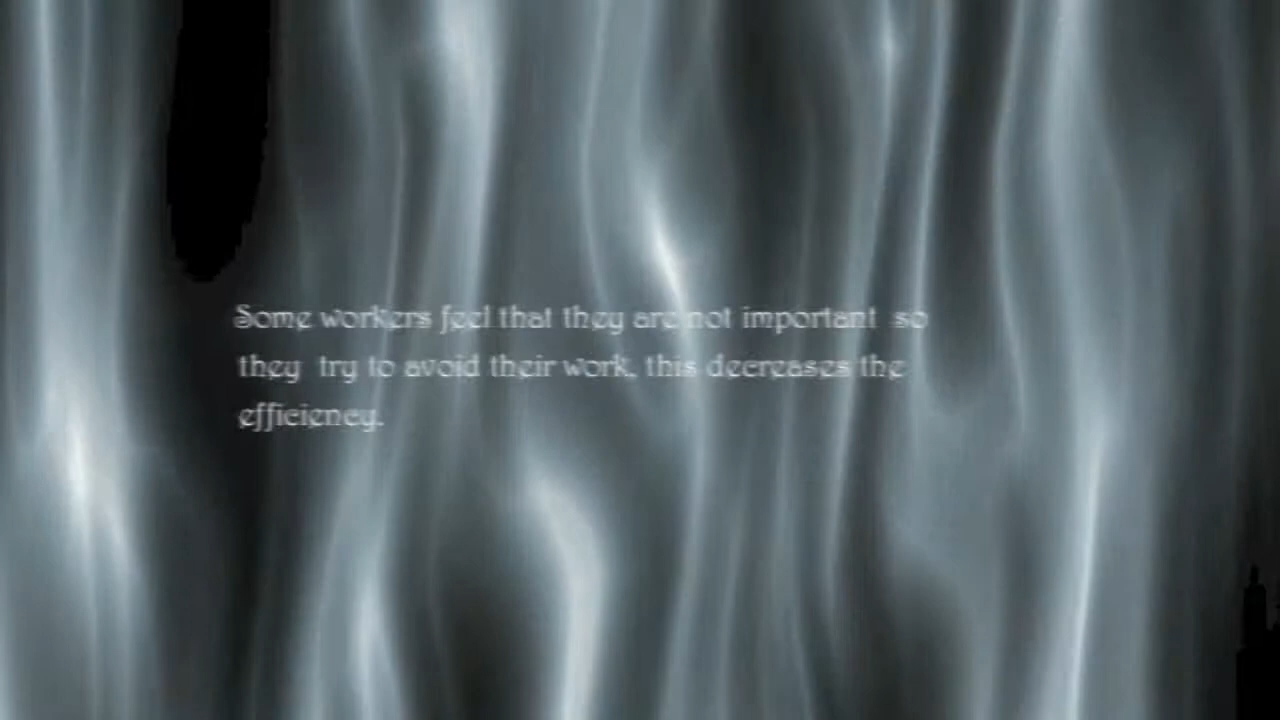 Some workers feel that they are not important so
they try to avoid their work, this decreases the
efficiency.